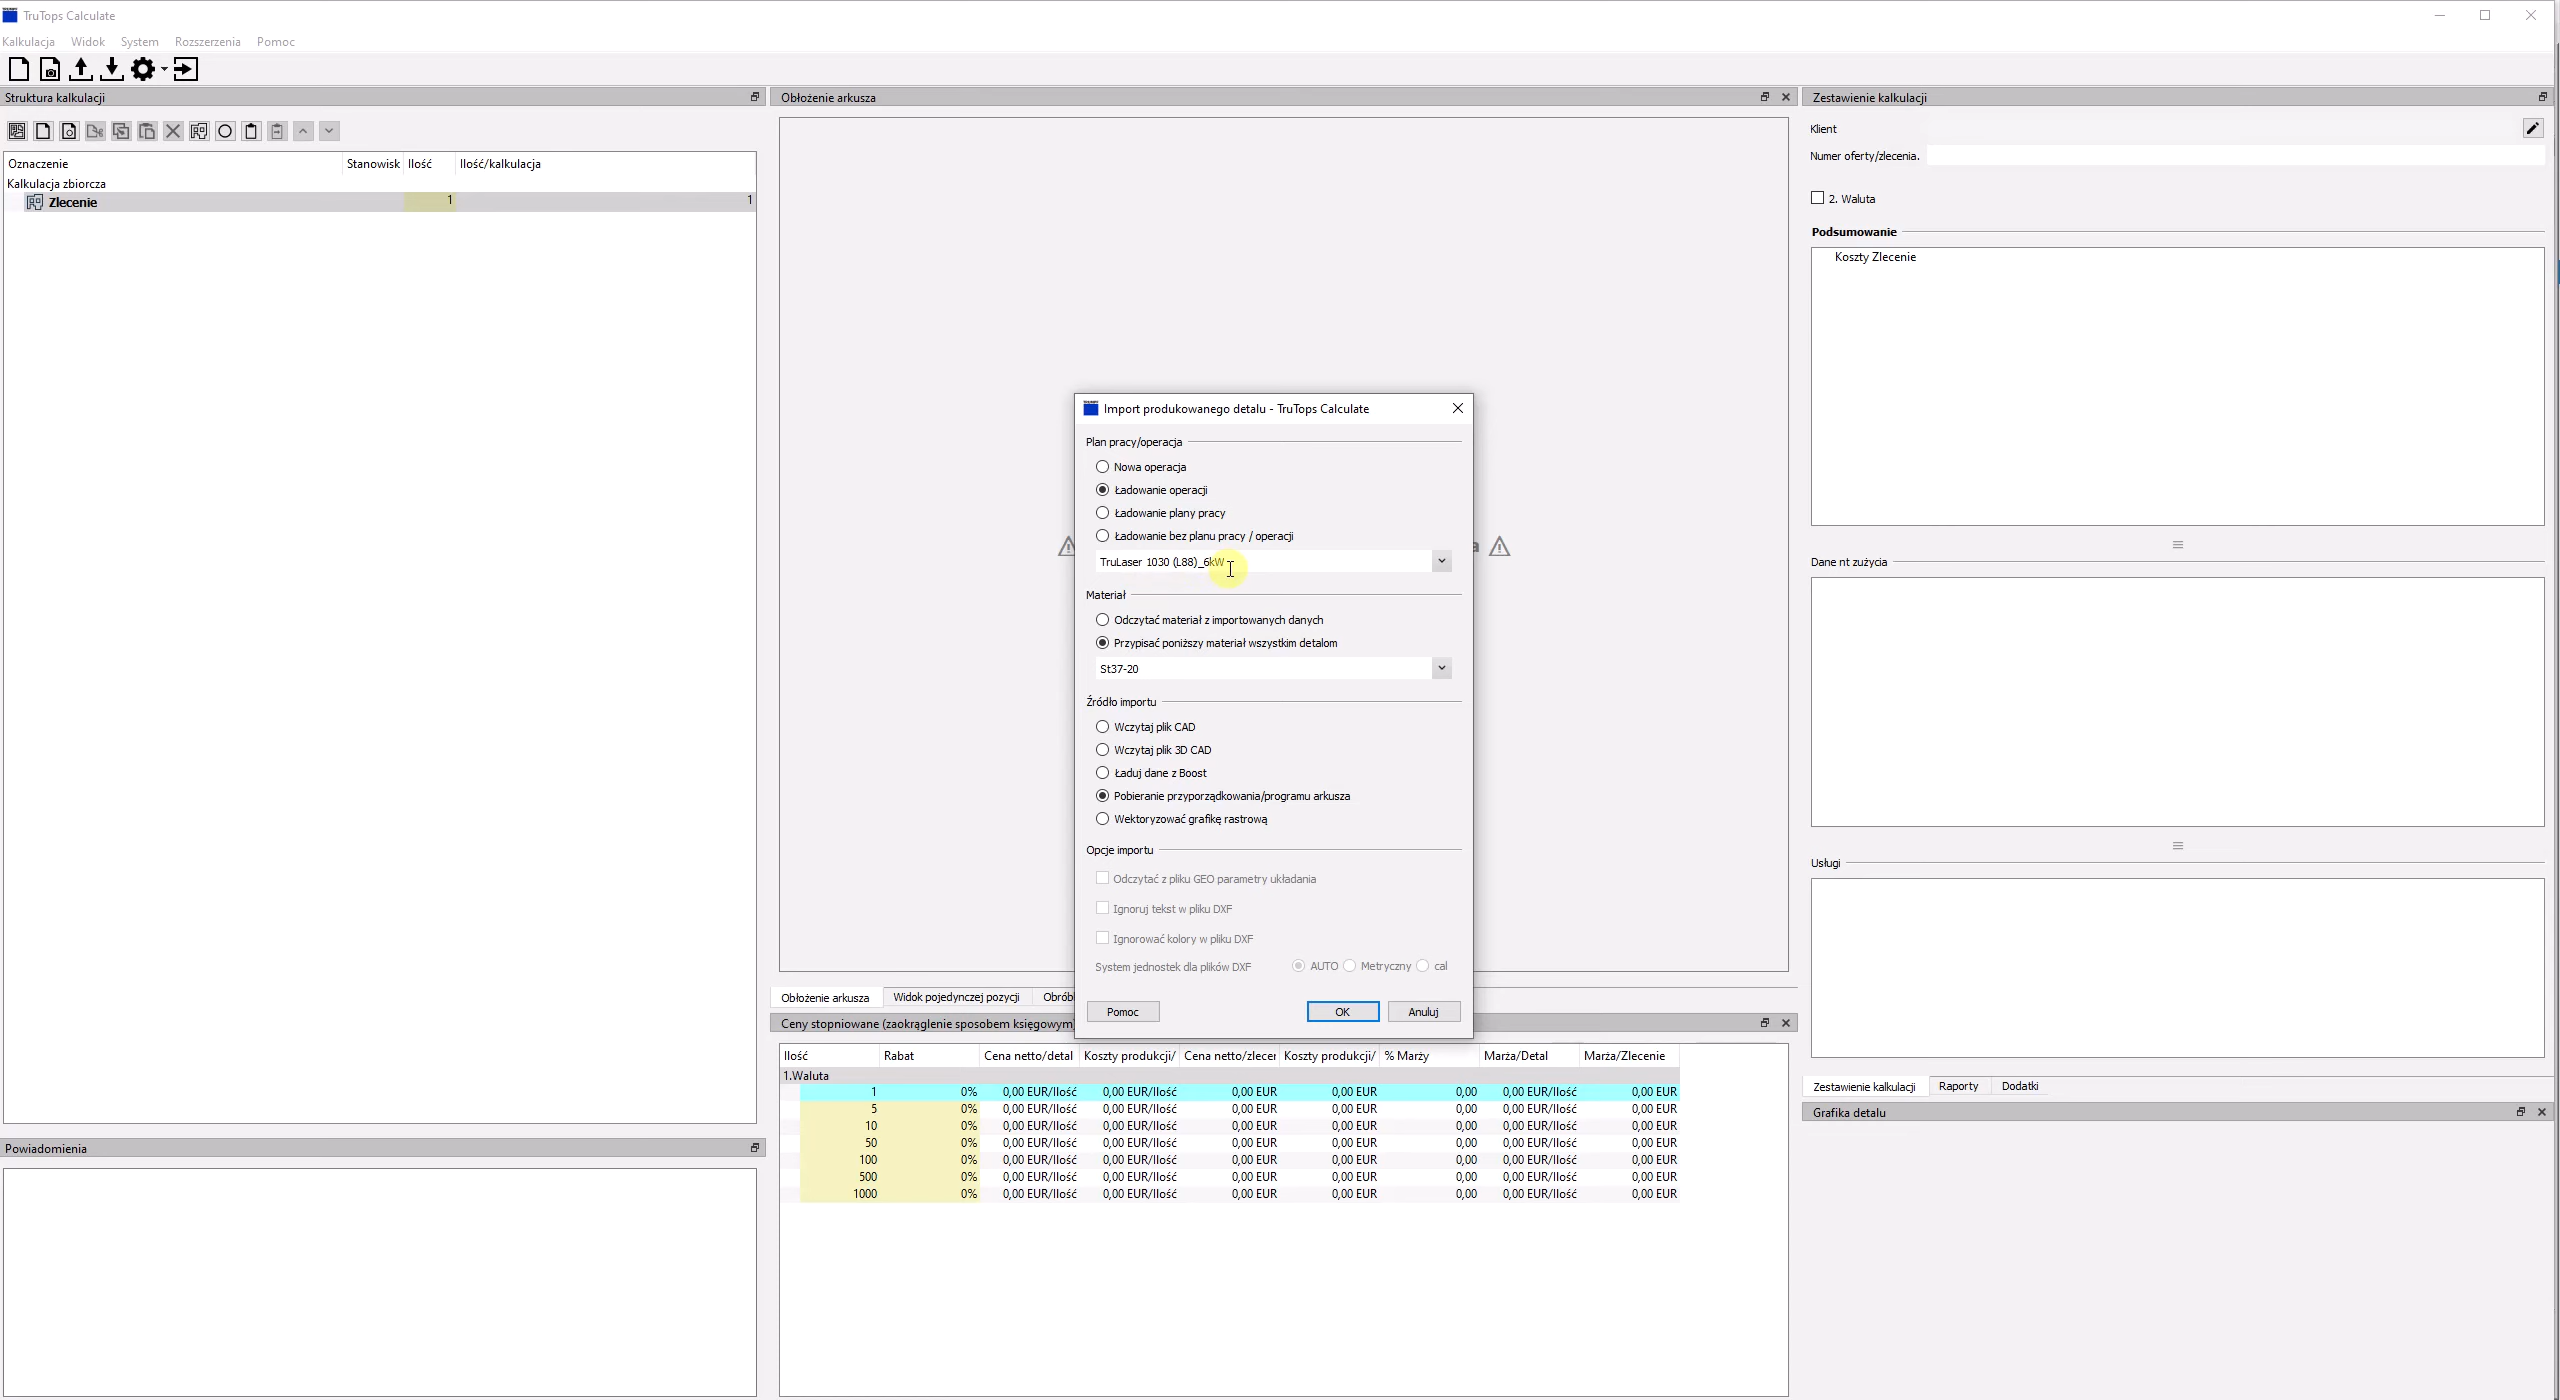 TruTops Calculate
Kalkulacja Widok System Rozszerzenia Pomoc
Struktura kalkulacji
Oznaczenie Stanowisk Ilość Ilość/kalkulacja
Kalkulacja zbiorcza
Zlecenie 1 1
Powiadomienia
Obłożenie arkusza
Import produkowanego detalu - TruTops Calculate
Plan pracy/operacja
Nowa operacja
Ładowanie operacji
Ładowanie plany pracy
Ładowanie bez planu pracy / operacji
TruLaser 1030 (L88)_6kW
Materiał
Odczytać materiał z importowanych danych
Przypisać poniższy materiał wszystkim detalom
St37-20
Źródło importu
Wczytaj plik CAD
Wczytaj plik 3D CAD
Ładuj dane z Boost
Pobieranie przyporządkowania/programu arkusza
Wektoryzować grafikę rastrową
Opcje importu
Odczytać z pliku GEO parametry układania
Ignoruj tekst w pliku DXF
Ignorować kolory w pliku DXF
System jednostek dla plików DXF AUTO Metryczny cal
Pomoc OK Anuluj
Obłożenie arkusza Widok pojedynczej pozycji Obrób
Ceny stopniowane (zaokrąglenie sposobem księgowym)
Ilość Rabat Cena netto/detal Koszty produkcji/ Cena netto/zlecer Koszty produkcji/ % Marży Marża/Detal Marża/Zlecenie
1.Waluta
1 0% 0,00 EUR/Ilość 0,00 EUR/Ilość 0,00 EUR 0,00 EUR 0,00 0,00 EUR/Ilość 0,00 EUR
5 0% 0,00 EUR/Ilość 0,00 EUR/Ilość 0,00 EUR 0,00 EUR 0,00 0,00 EUR/Ilość 0,00 EUR
10 0% 0,00 EUR/Ilość 0,00 EUR/Ilość 0,00 EUR 0,00 EUR 0,00 0,00 EUR/Ilość 0,00 EUR
50 0% 0,00 EUR/Ilość 0,00 EUR/Ilość 0,00 EUR 0,00 EUR 0,00 0,00 EUR/Ilość 0,00 EUR
100 0% 0,00 EUR/Ilość 0,00 EUR/Ilość 0,00 EUR 0,00 EUR 0,00 0,00 EUR/Ilość 0,00 EUR
500 0% 0,00 EUR/Ilość 0,00 EUR/Ilość 0,00 EUR 0,00 EUR 0,00 0,00 EUR/Ilość 0,00 EUR
1000 0% 0,00 EUR/Ilość 0,00 EUR/Ilość 0,00 EUR 0,00 EUR 0,00 0,00 EUR/Ilość 0,00 EUR
Zestawienie kalkulacji
Klient
Numer oferty/zlecenia.
2. Waluta
Podsumowanie
Koszty Zlecenie
Dane nt zużycia
Usługi
Zestawienie kalkulacji Raporty Dodatki
Grafika detalu